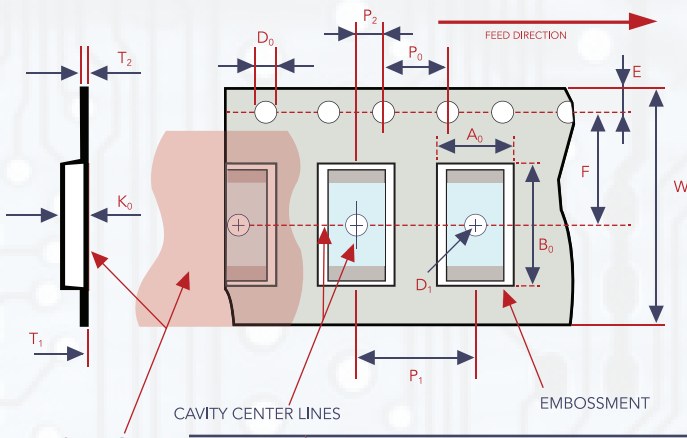 P2
D0
P0
FEED DIRECTION
T2
E
A0
F
W
K0
B0
D1
T1
P1
CAVITY CENTER LINES
EMBOSSMENT